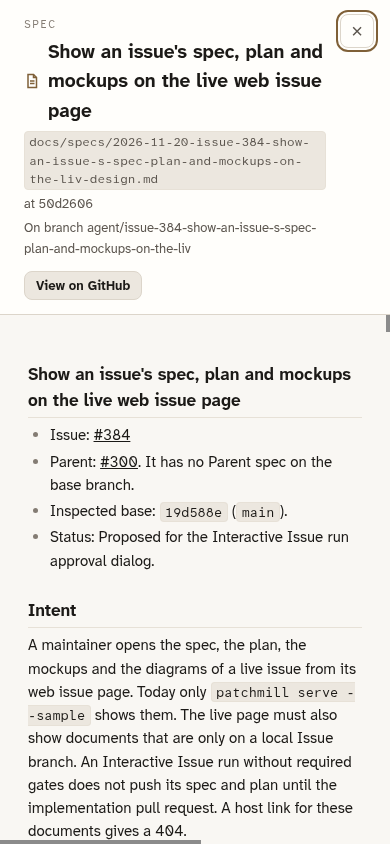 SPEC
Show an issue's spec, plan and
mockups on the live web issue
page
docs/specs/2026-11-20-issue-384-show-
an-issue-s-spec-plan-and-mockups-on-
the-liv-design.md
at 50d2606
On branch agent/issue-384-show-an-issue-s-spec-
plan-and-mockups-on-the-liv
View on GitHub
Show an issue's spec, plan and mockups
on the live web issue page
Issue: #384
Parent: #300. It has no Parent spec on the
base branch.
Inspected base: 19d588e (main).
Status: Proposed for the Interactive Issue run
approval dialog.
Intent
A maintainer opens the spec, the plan, the
mockups and the diagrams of a live issue from its
web issue page. Today only patchmill serve -
-sample shows them. The live page must also
show documents that are only on a local Issue
branch. An Interactive Issue run without required
gates does not push its spec and plan until the
implementation pull request. A host link for these
documents gives a 404.